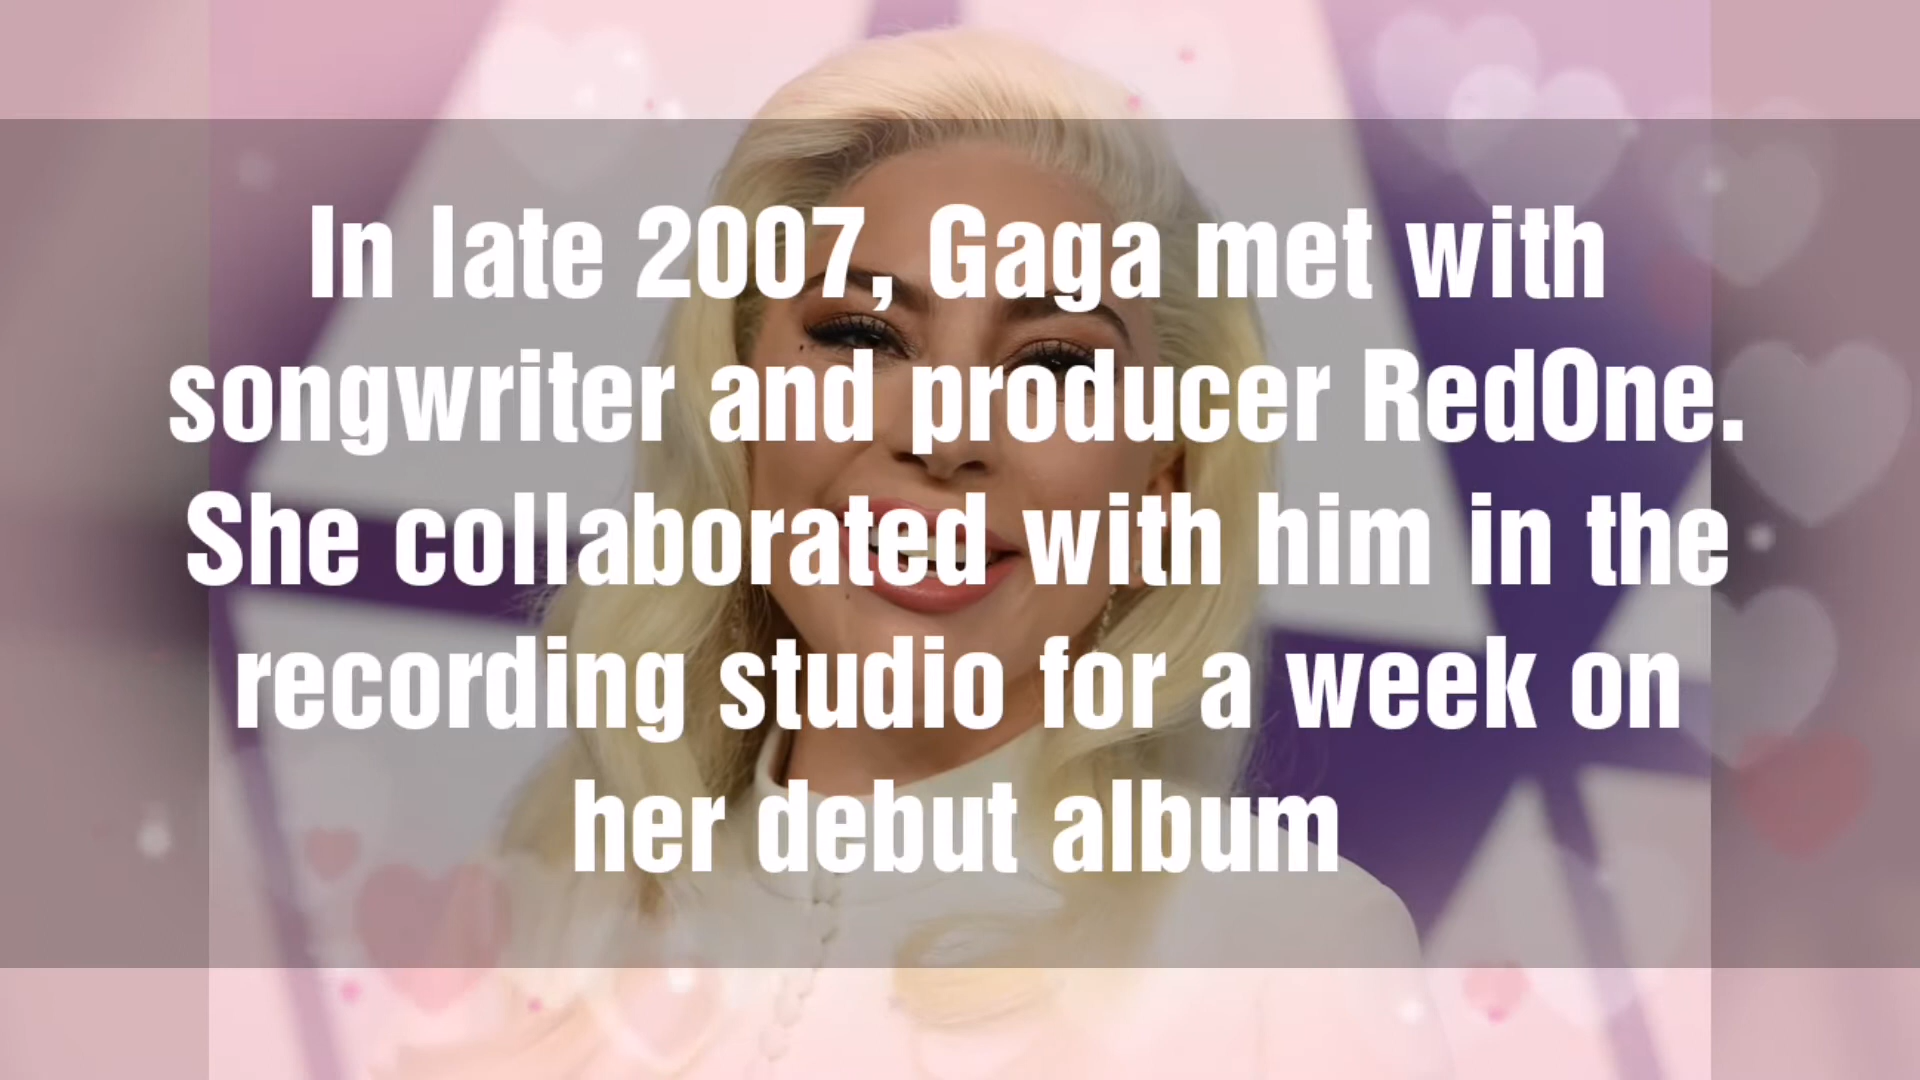 In late 2007, Gaga met with
songwriter and producer RedOne.
She collaborated with him in the
recording studio for a week on
her debut album